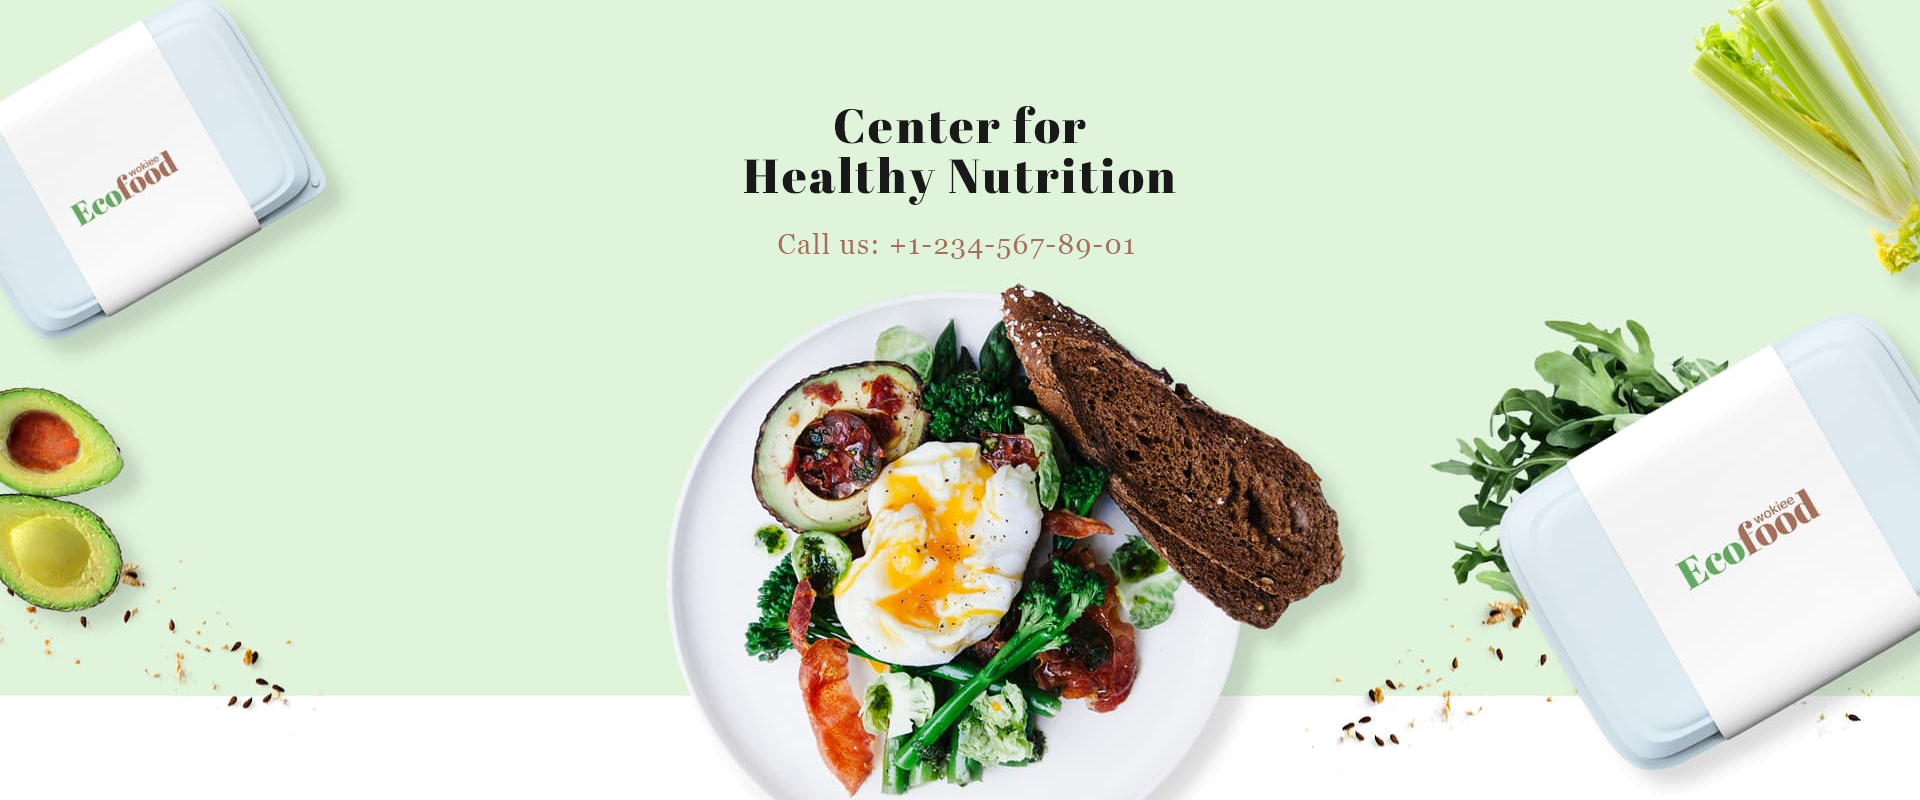 Center for
Healthy Nutrition
Call us: +1-234-567-89-01
wokiee
Ecofood
wokiee
Ecofood